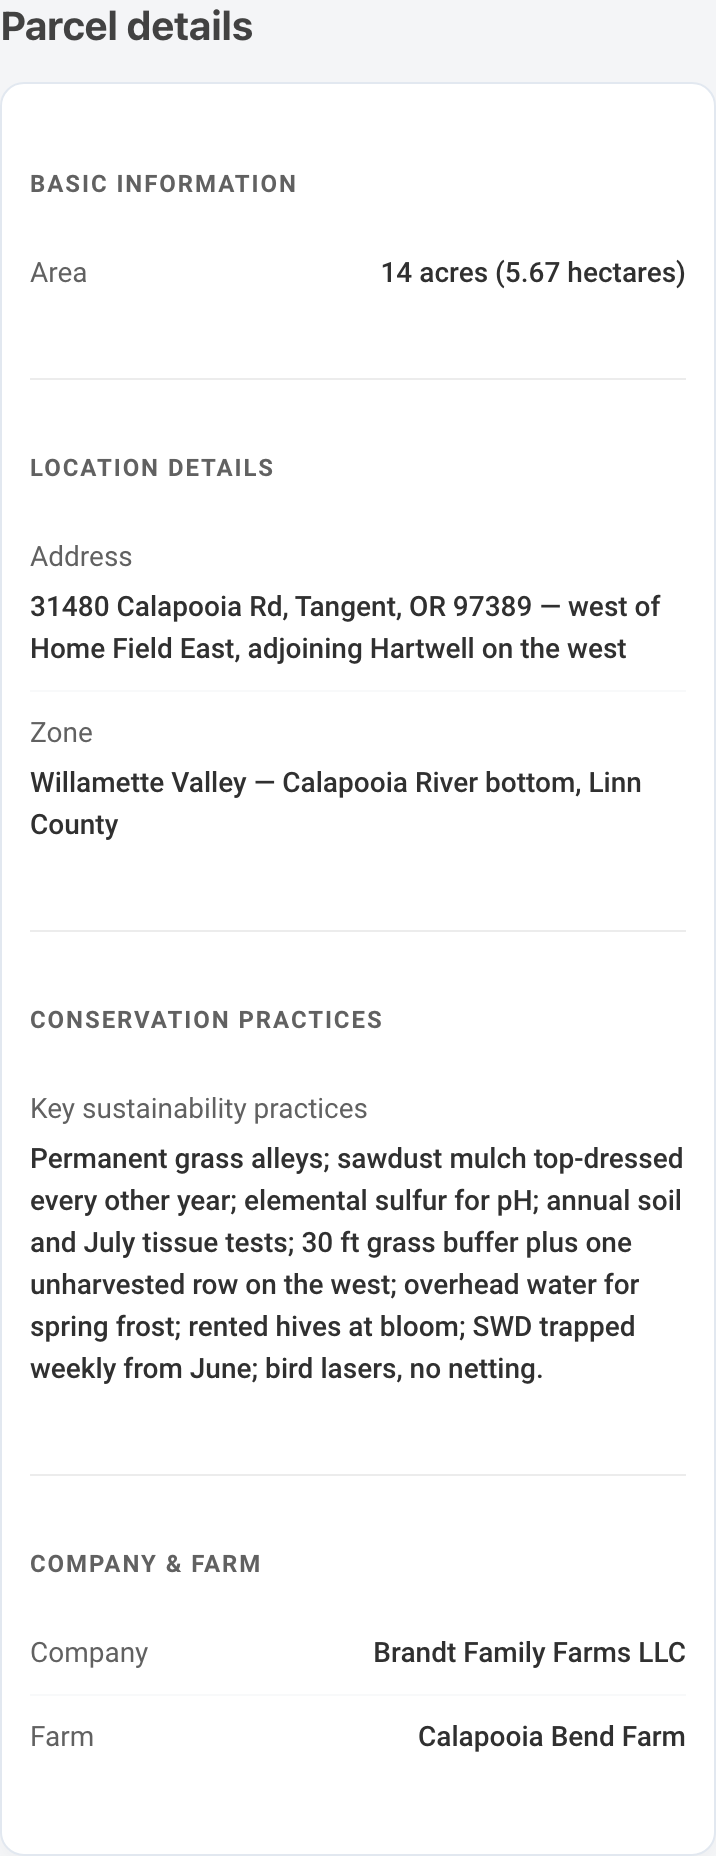 Parcel details
BASIC INFORMATION
Area 14 acres (5.67 hectares)
LOCATION DETAILS
Address
31480 Calapooia Rd, Tangent, OR 97389 — west of
Home Field East, adjoining Hartwell on the west
Zone
Willamette Valley — Calapooia River bottom, Linn
County
CONSERVATION PRACTICES
Key sustainability practices
Permanent grass alleys; sawdust mulch top-dressed
every other year; elemental sulfur for pH; annual soil
and July tissue tests; 30 ft grass buffer plus one
unharvested row on the west; overhead water for
spring frost; rented hives at bloom; SWD trapped
weekly from June; bird lasers, no netting.
COMPANY & FARM
Company Brandt Family Farms LLC
Farm Calapooia Bend Farm